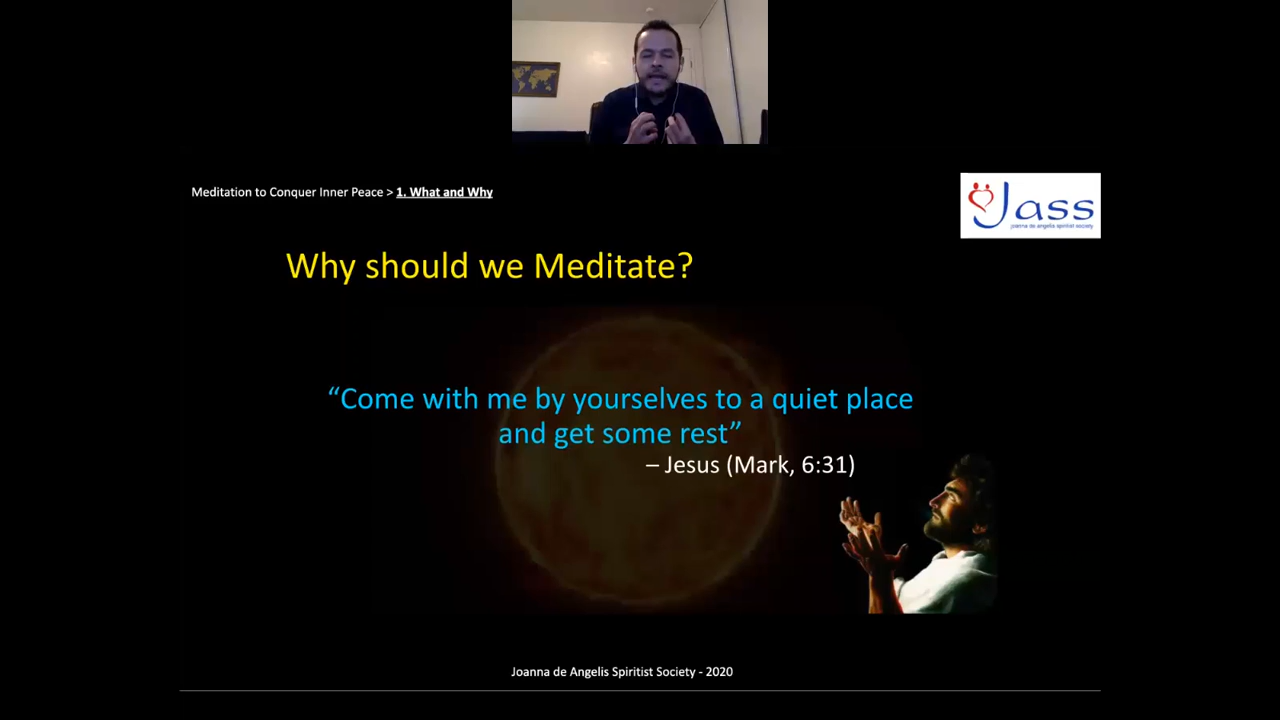 Meditation to Conquer Inner Peace > 1. What and Why
Jass
joanna de angelis spiritist society
Why should we Meditate?
“Come with me by yourselves to a quiet place
and get some rest”
– Jesus (Mark, 6:31)
Joanna de Angelis Spiritist Society - 2020